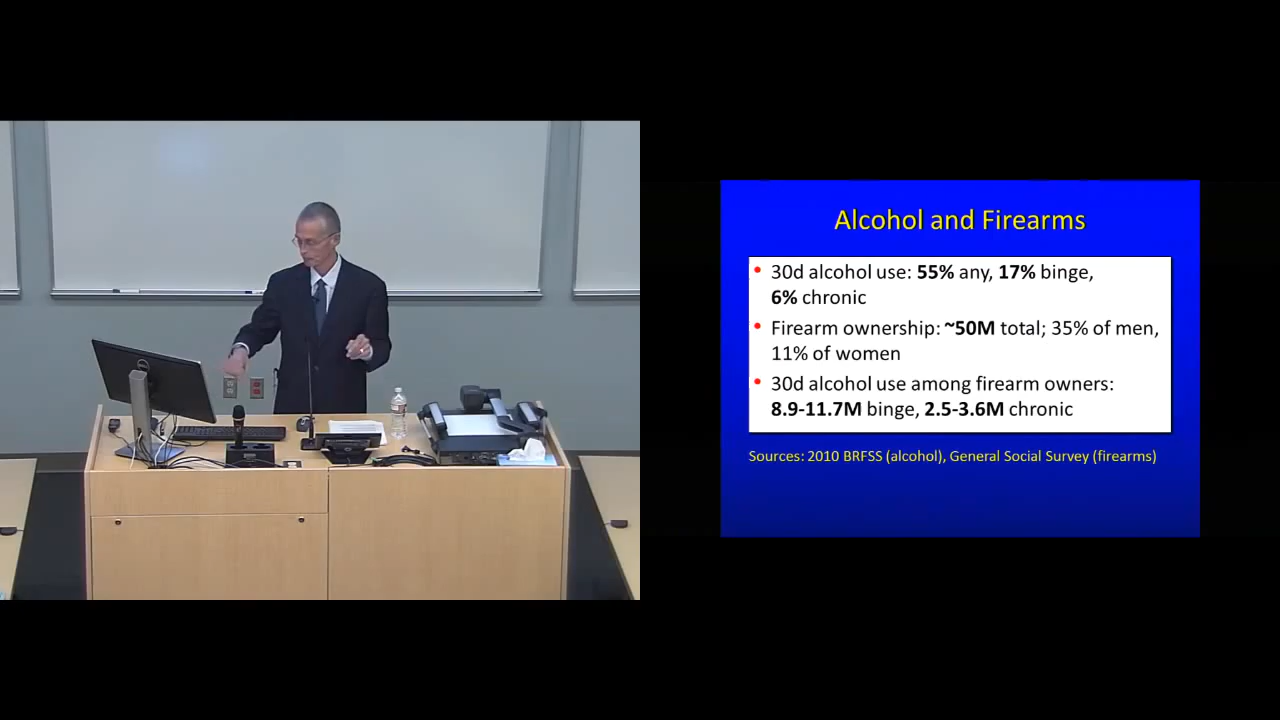 Alcohol and Firearms
• 30d alcohol use: 55% any, 17% binge,
6% chronic
• Firearm ownership: ~50M total; 35% of men,
11% of women
• 30d alcohol use among firearm owners:
8.9-11.7M binge, 2.5-3.6M chronic
Sources: 2010 BRFSS (alcohol), General Social Survey (firearms)